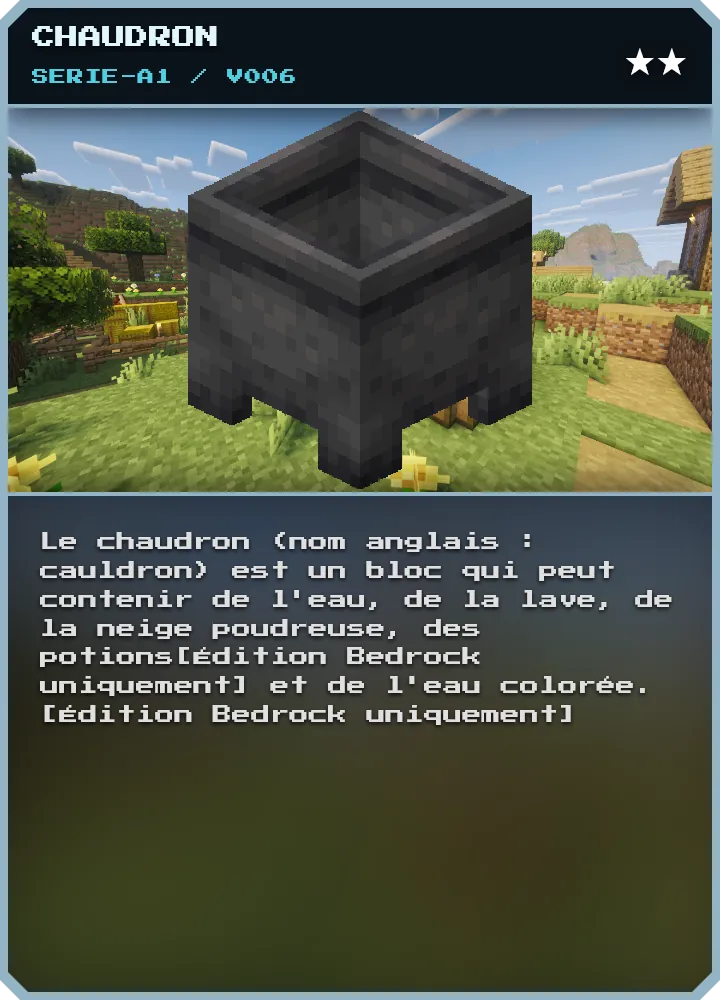 CHAUDRON
SERIE-A1 / V006
★★
Le chaudron (nom anglais :
cauldron) est un bloc qui peut
contenir de l'eau, de la lave, de
la neige poudreuse, des
potions[Édition Bedrock
uniquement] et de l'eau colorée.
[Édition Bedrock uniquement]